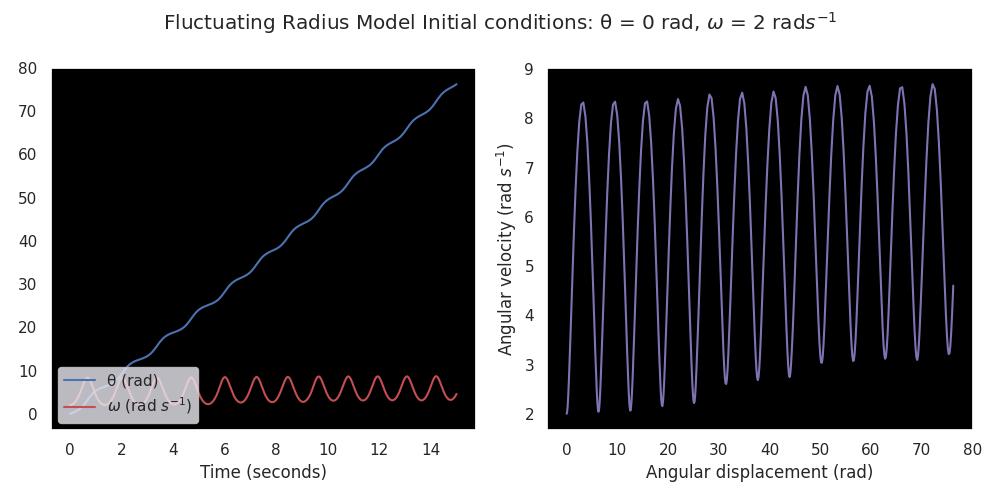 Fluctuating Radius Model Initial conditions: θ = 0 rad, ω = 2 rads⁻¹
80
70
60
50
40
30
20
10
0
θ (rad)
ω (rad s⁻¹)
0 2 4 6 8 10 12 14
Time (seconds)
9
8
7
6
5
4
3
2
Angular velocity (rad s⁻¹)
0 10 20 30 40 50 60 70 80
Angular displacement (rad)